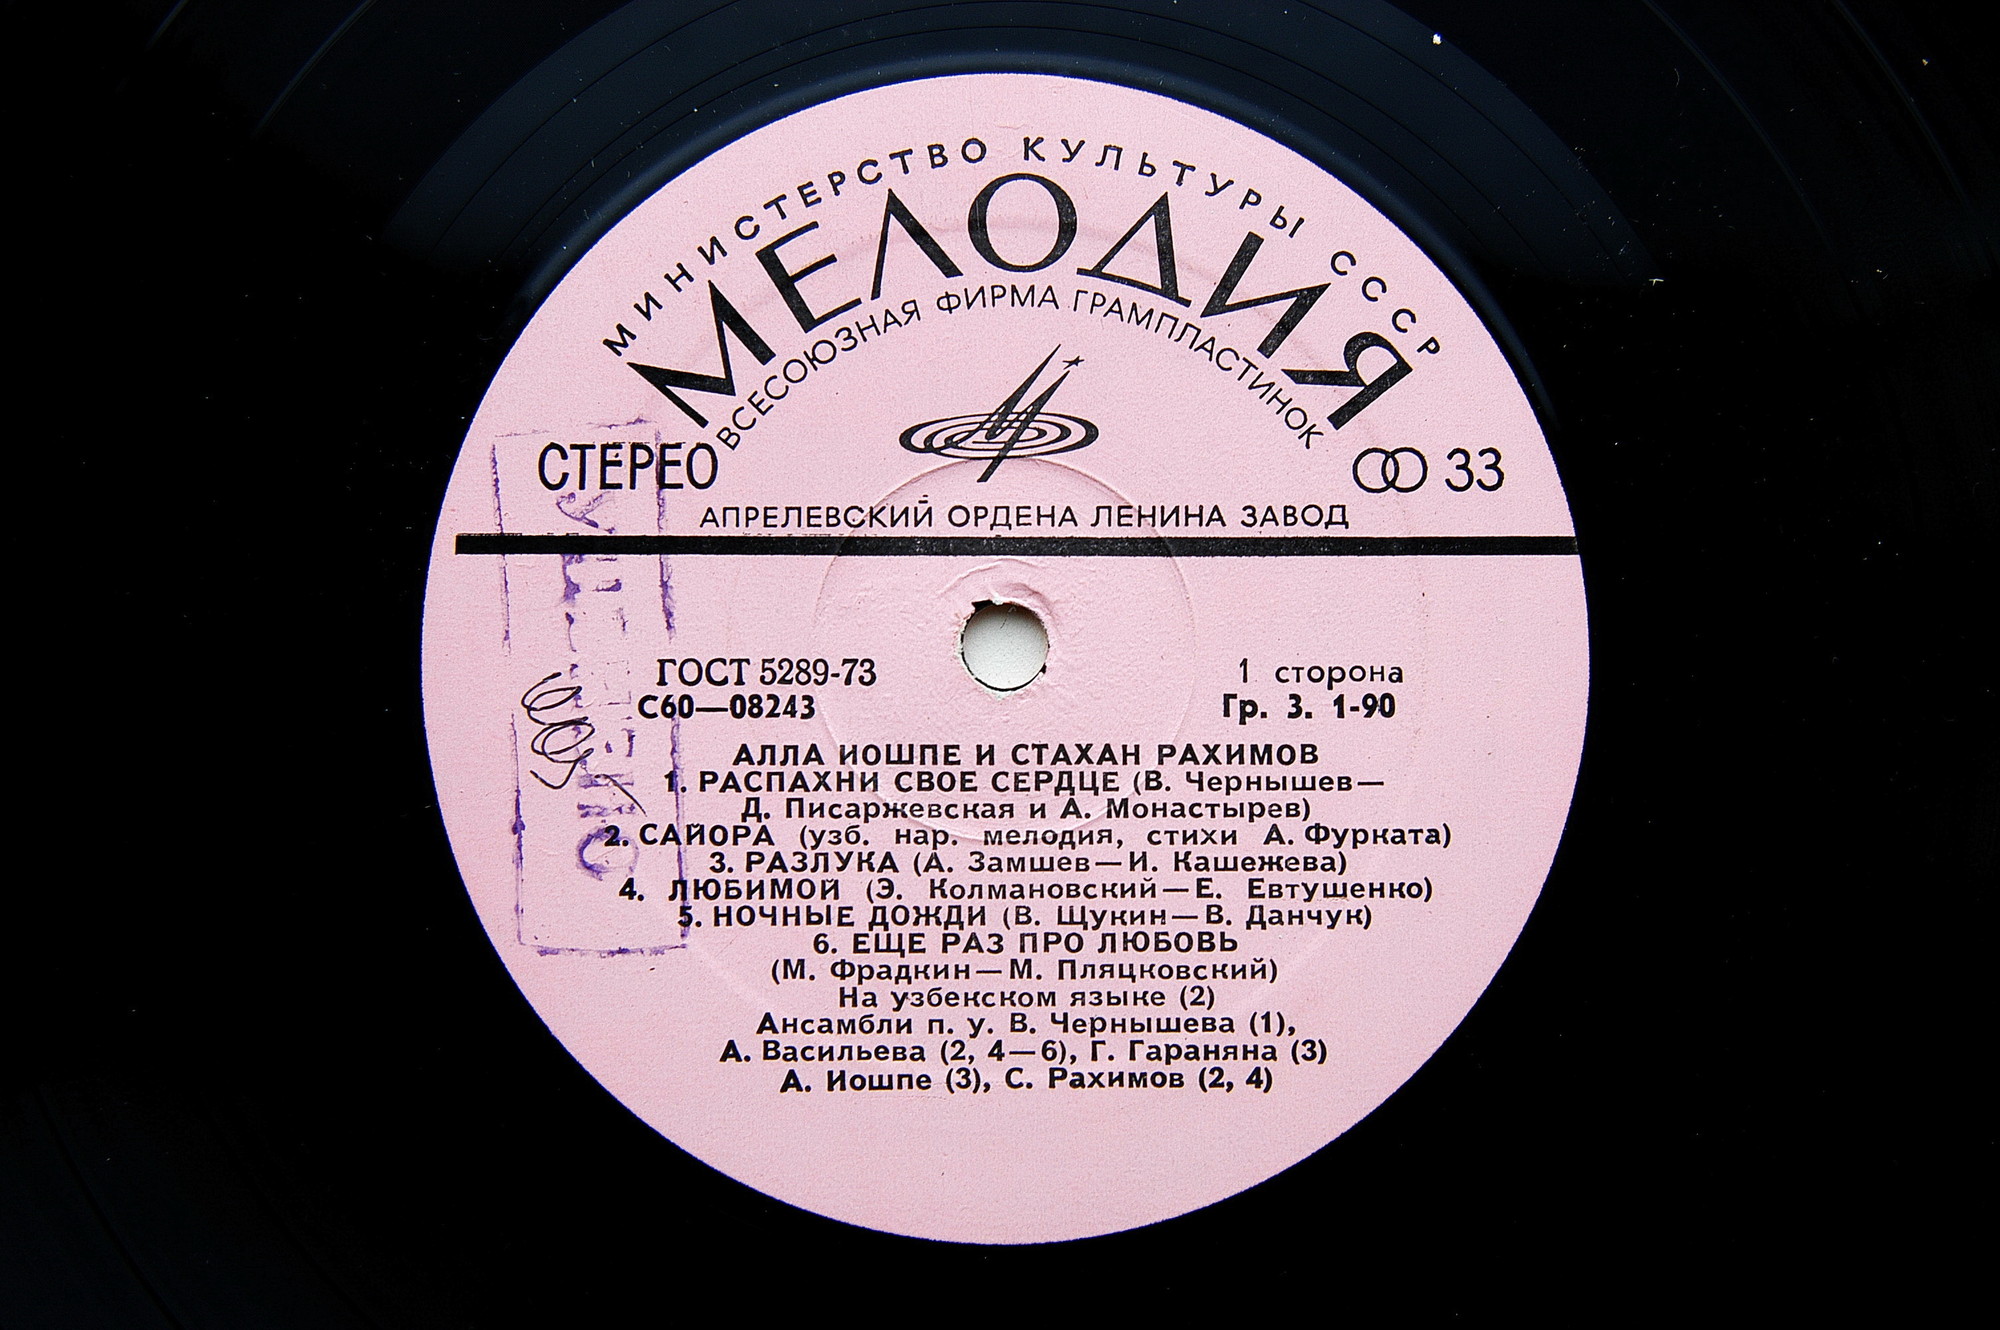 МИНИСТЕРСТВО КУЛЬТУРЫ СССР
МЕЛОДИЯ
ВСЕСОЮЗНАЯ ФИРМА ГРАМПЛАСТИНОК
СТЕРЕО 33
АПРЕЛЕВСКИЙ ОРДЕНА ЛЕНИНА ЗАВОД
ГОСТ 5289-73 1 сторона
С60—08243 Гр. 3. 1-90
АЛЛА ИОШПЕ И СТАХАН РАХИМОВ
1. РАСПАХНИ СВОЕ СЕРДЦЕ (В. Чернышев—
Д. Писаржевская и А. Монастырев)
2. САЙОРА (узб. нар. мелодия, стихи А. Фурката)
3. РАЗЛУКА (А. Замшев—И. Кашежева)
4. ЛЮБИМОЙ (Э. Колмановский—Е. Евтушенко)
5. НОЧНЫЕ ДОЖДИ (В. Щукин—В. Данчук)
6. ЕЩЕ РАЗ ПРО ЛЮБОВЬ
(М. Фрадкин—М. Пляцковский)
На узбекском языке (2)
Ансамбли п. у. В. Чернышева (1),
А. Васильева (2, 4—6), Г. Гараняна (3)
А. Иошпе (3), С. Рахимов (2, 4)